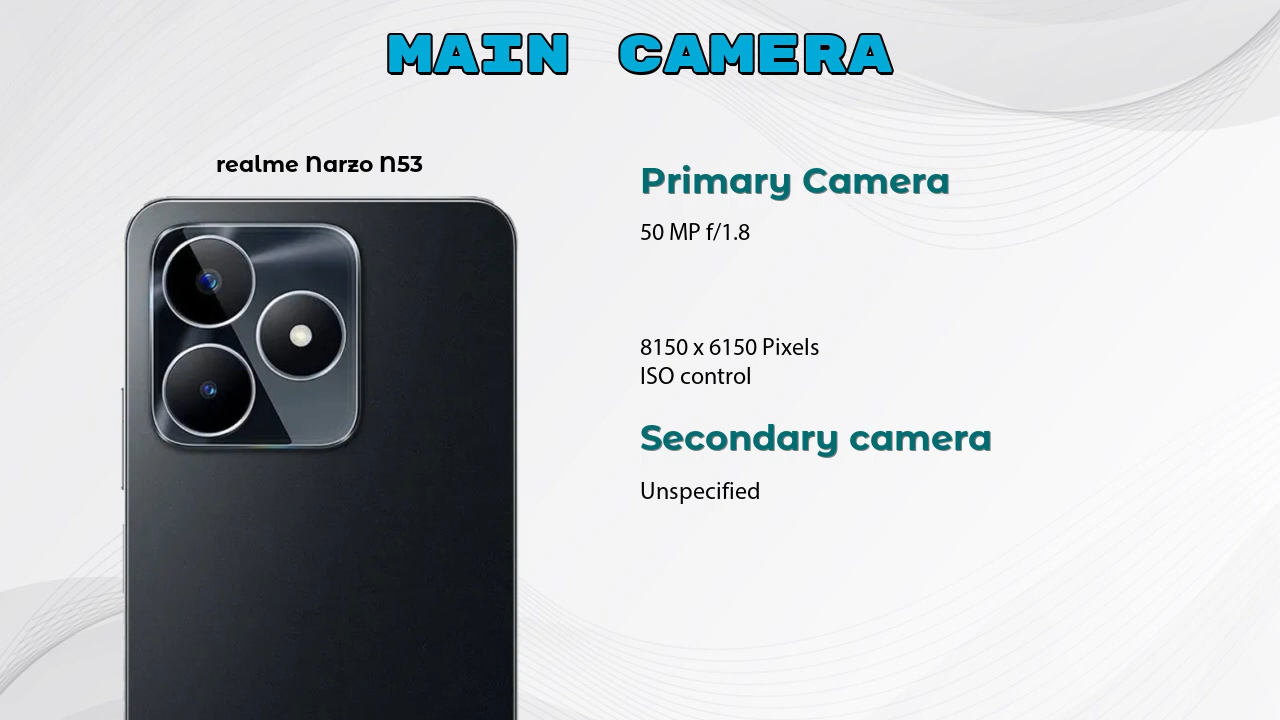 MAIN CAMERA
realme Narzo N53
Primary Camera
50 MP f/1.8
8150 x 6150 Pixels
ISO control
Secondary camera
Unspecified